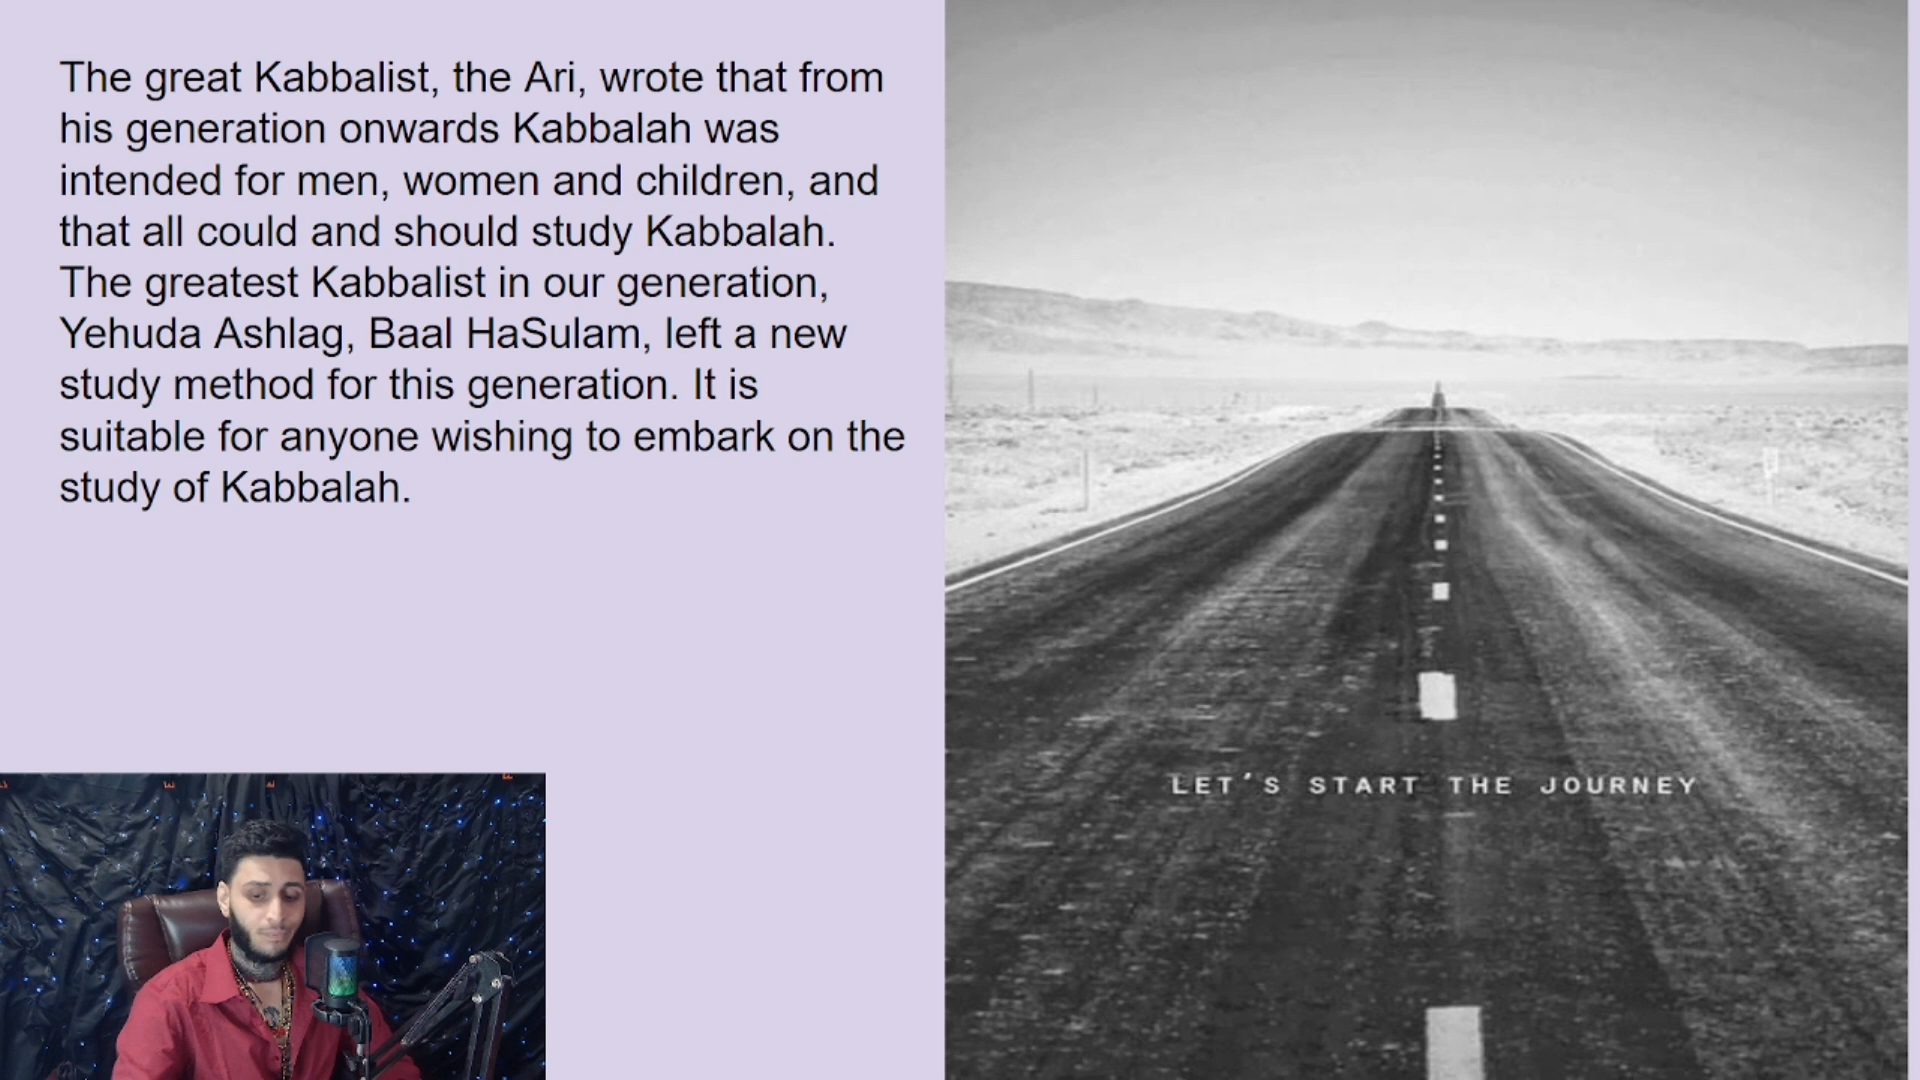 The great Kabbalist, the Ari, wrote that from
his generation onwards Kabbalah was
intended for men, women and children, and
that all could and should study Kabbalah.
The greatest Kabbalist in our generation,
Yehuda Ashlag, Baal HaSulam, left a new
study method for this generation. It is
suitable for anyone wishing to embark on the
study of Kabbalah.
LET'S START THE JOURNEY